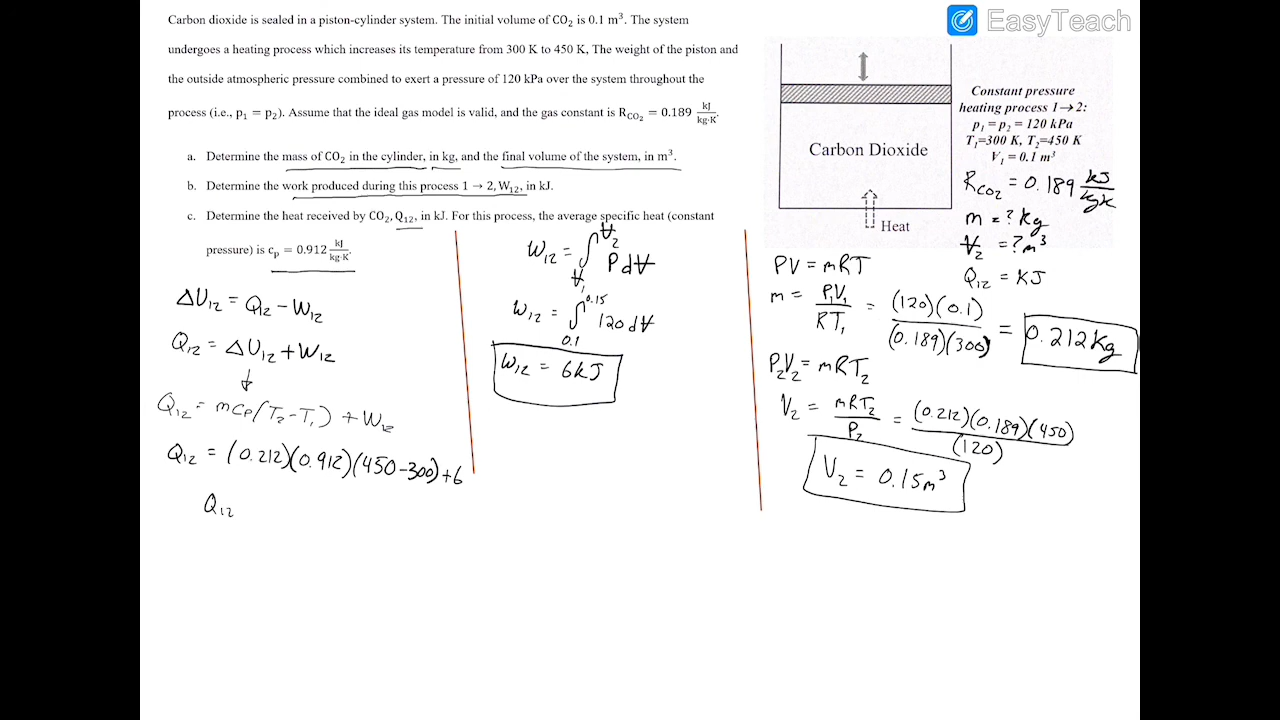 EasyTeach
Carbon dioxide is sealed in a piston-cylinder system. The initial volume of CO₂ is 0.1 m³. The system
undergoes a heating process which increases its temperature from 300 K to 450 K, The weight of the piston and
the outside atmospheric pressure combined to exert a pressure of 120 kPa over the system throughout the
process (i.e., p₁ = p₂). Assume that the ideal gas model is valid, and the gas constant is R_CO₂ = 0.189 kJ/kg·K.
a. Determine the mass of CO₂ in the cylinder, in kg, and the final volume of the system, in m³.
b. Determine the work produced during this process 1 → 2, W₁₂, in kJ.
c. Determine the heat received by CO₂, Q₁₂, in kJ. For this process, the average specific heat (constant
pressure) is cₚ = 0.912 kJ/kg·K.
ΔU₁₂ = Q₁₂ − W₁₂
Q₁₂ = ΔU₁₂ + W₁₂
Q₁₂ = mCp(T₂ − T₁) + W₁₂
Q₁₂ = (0.212)(0.912)(450−300)+6
Q₁₂
W₁₂ = ∫_V₁^V₂ P dV
W₁₂ = ∫_0.1^0.15 120 dV
W₁₂ = 6kJ
Carbon Dioxide
Heat
Constant pressure
heating process 1→2:
p₁ = p₂ = 120 kPa
T₁=300 K, T₂=450 K
V₁ = 0.1 m³
R_CO₂ = 0.189 kJ/kgK
m = ? kg
V₂ = ? m³
Q₁₂ = KJ
PV = mRT
m = P₁V₁/RT₁ = (120)(0.1)/(0.189)(300) = 0.212kg
P₂V₂ = mRT₂
V₂ = mRT₂/P₂ = (0.212)(0.189)(450)/(120)
V₂ = 0.15m³